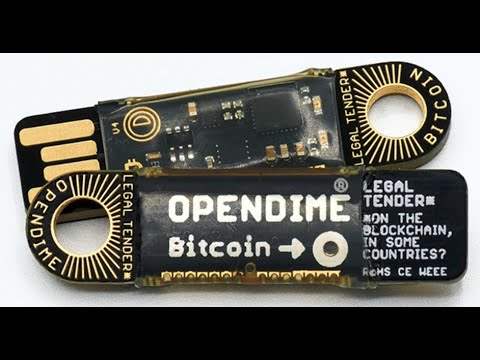 V4
LEGAL TENDER*
BITCOIN
OPENDIME
LEGAL TENDER*
OPENDIME®
Bitcoin→
LEGAL
TENDER*
*ON THE
BLOCKCHAIN,
IN SOME
COUNTRIES?
RoHS CE WEEE